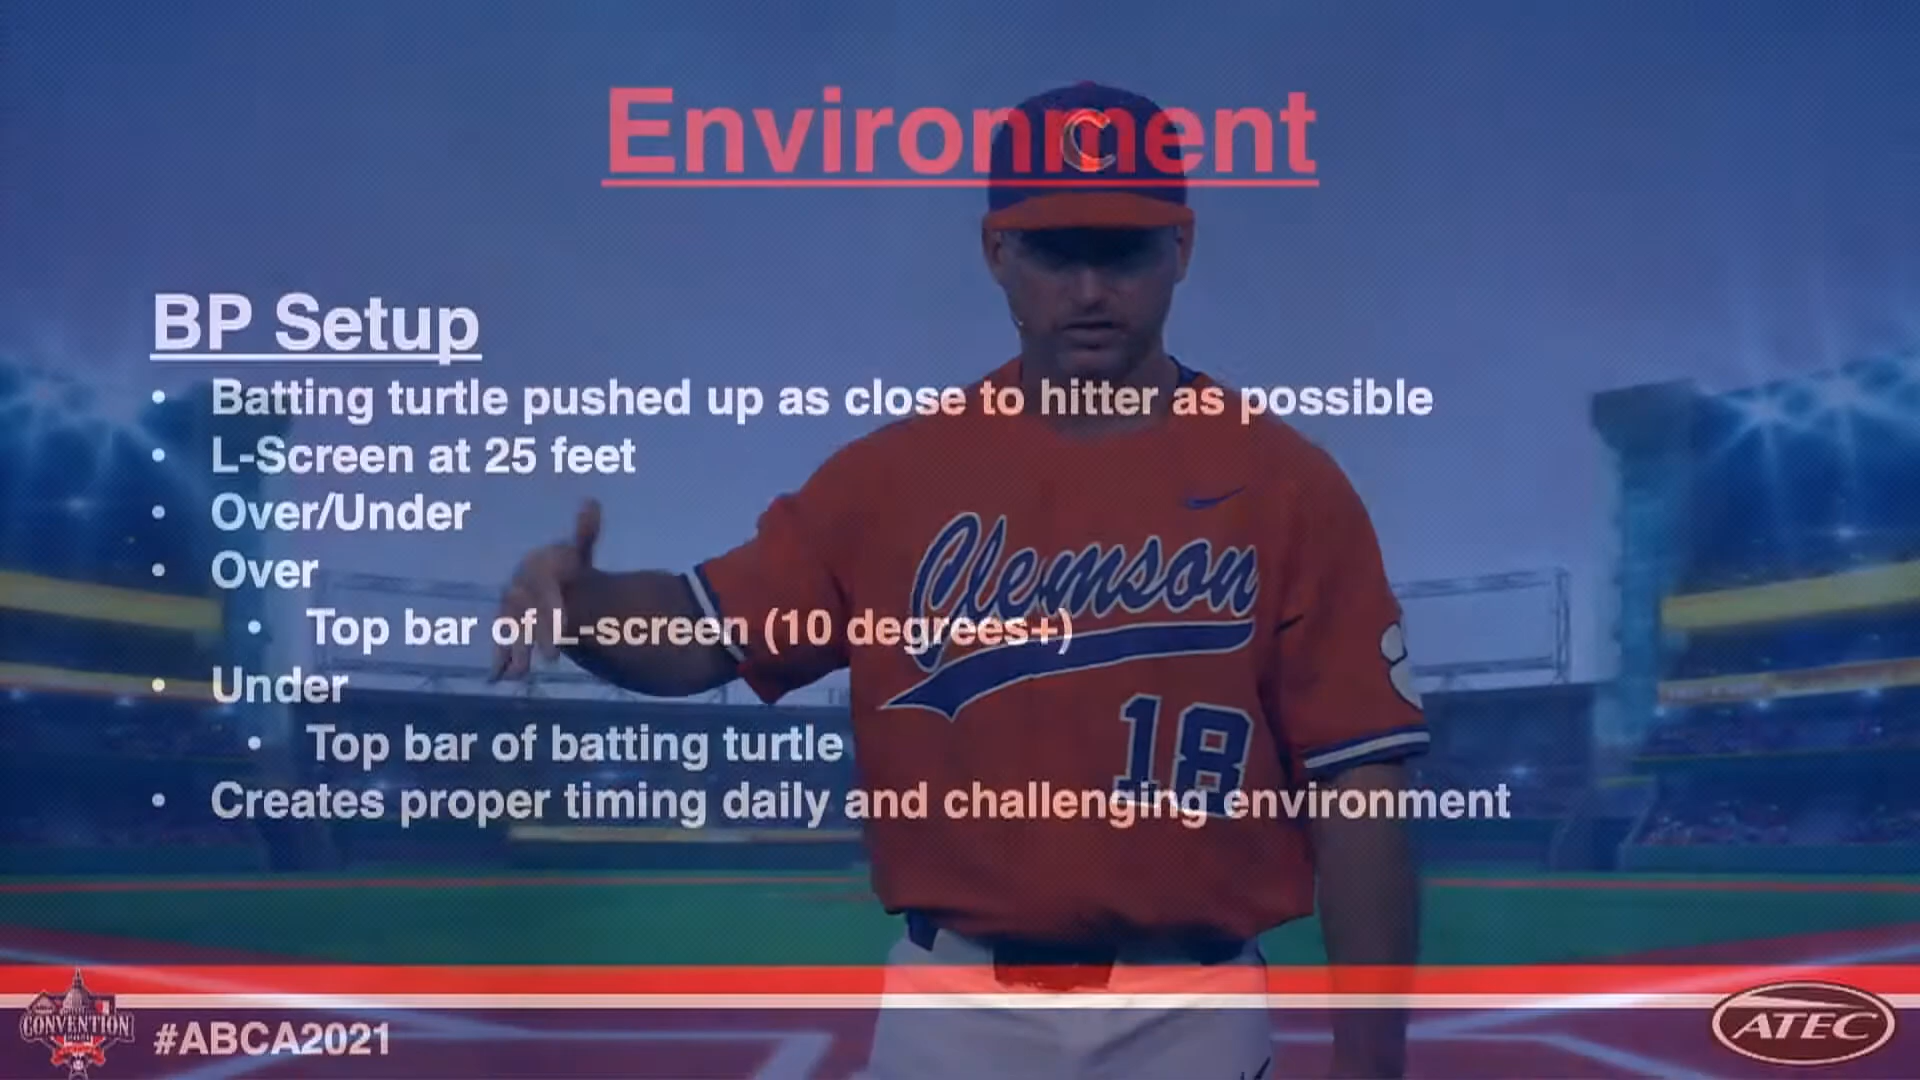 Environment
C
BP Setup
• Batting turtle pushed up as close to hitter as possible
• L-Screen at 25 feet
• Over/Under
• Over
• Top bar of L-screen (10 degrees+)
• Under
• Top bar of batting turtle
• Creates proper timing daily and challenging environment
Clemson
18
CONVENTION
#ABCA2021
ATEC